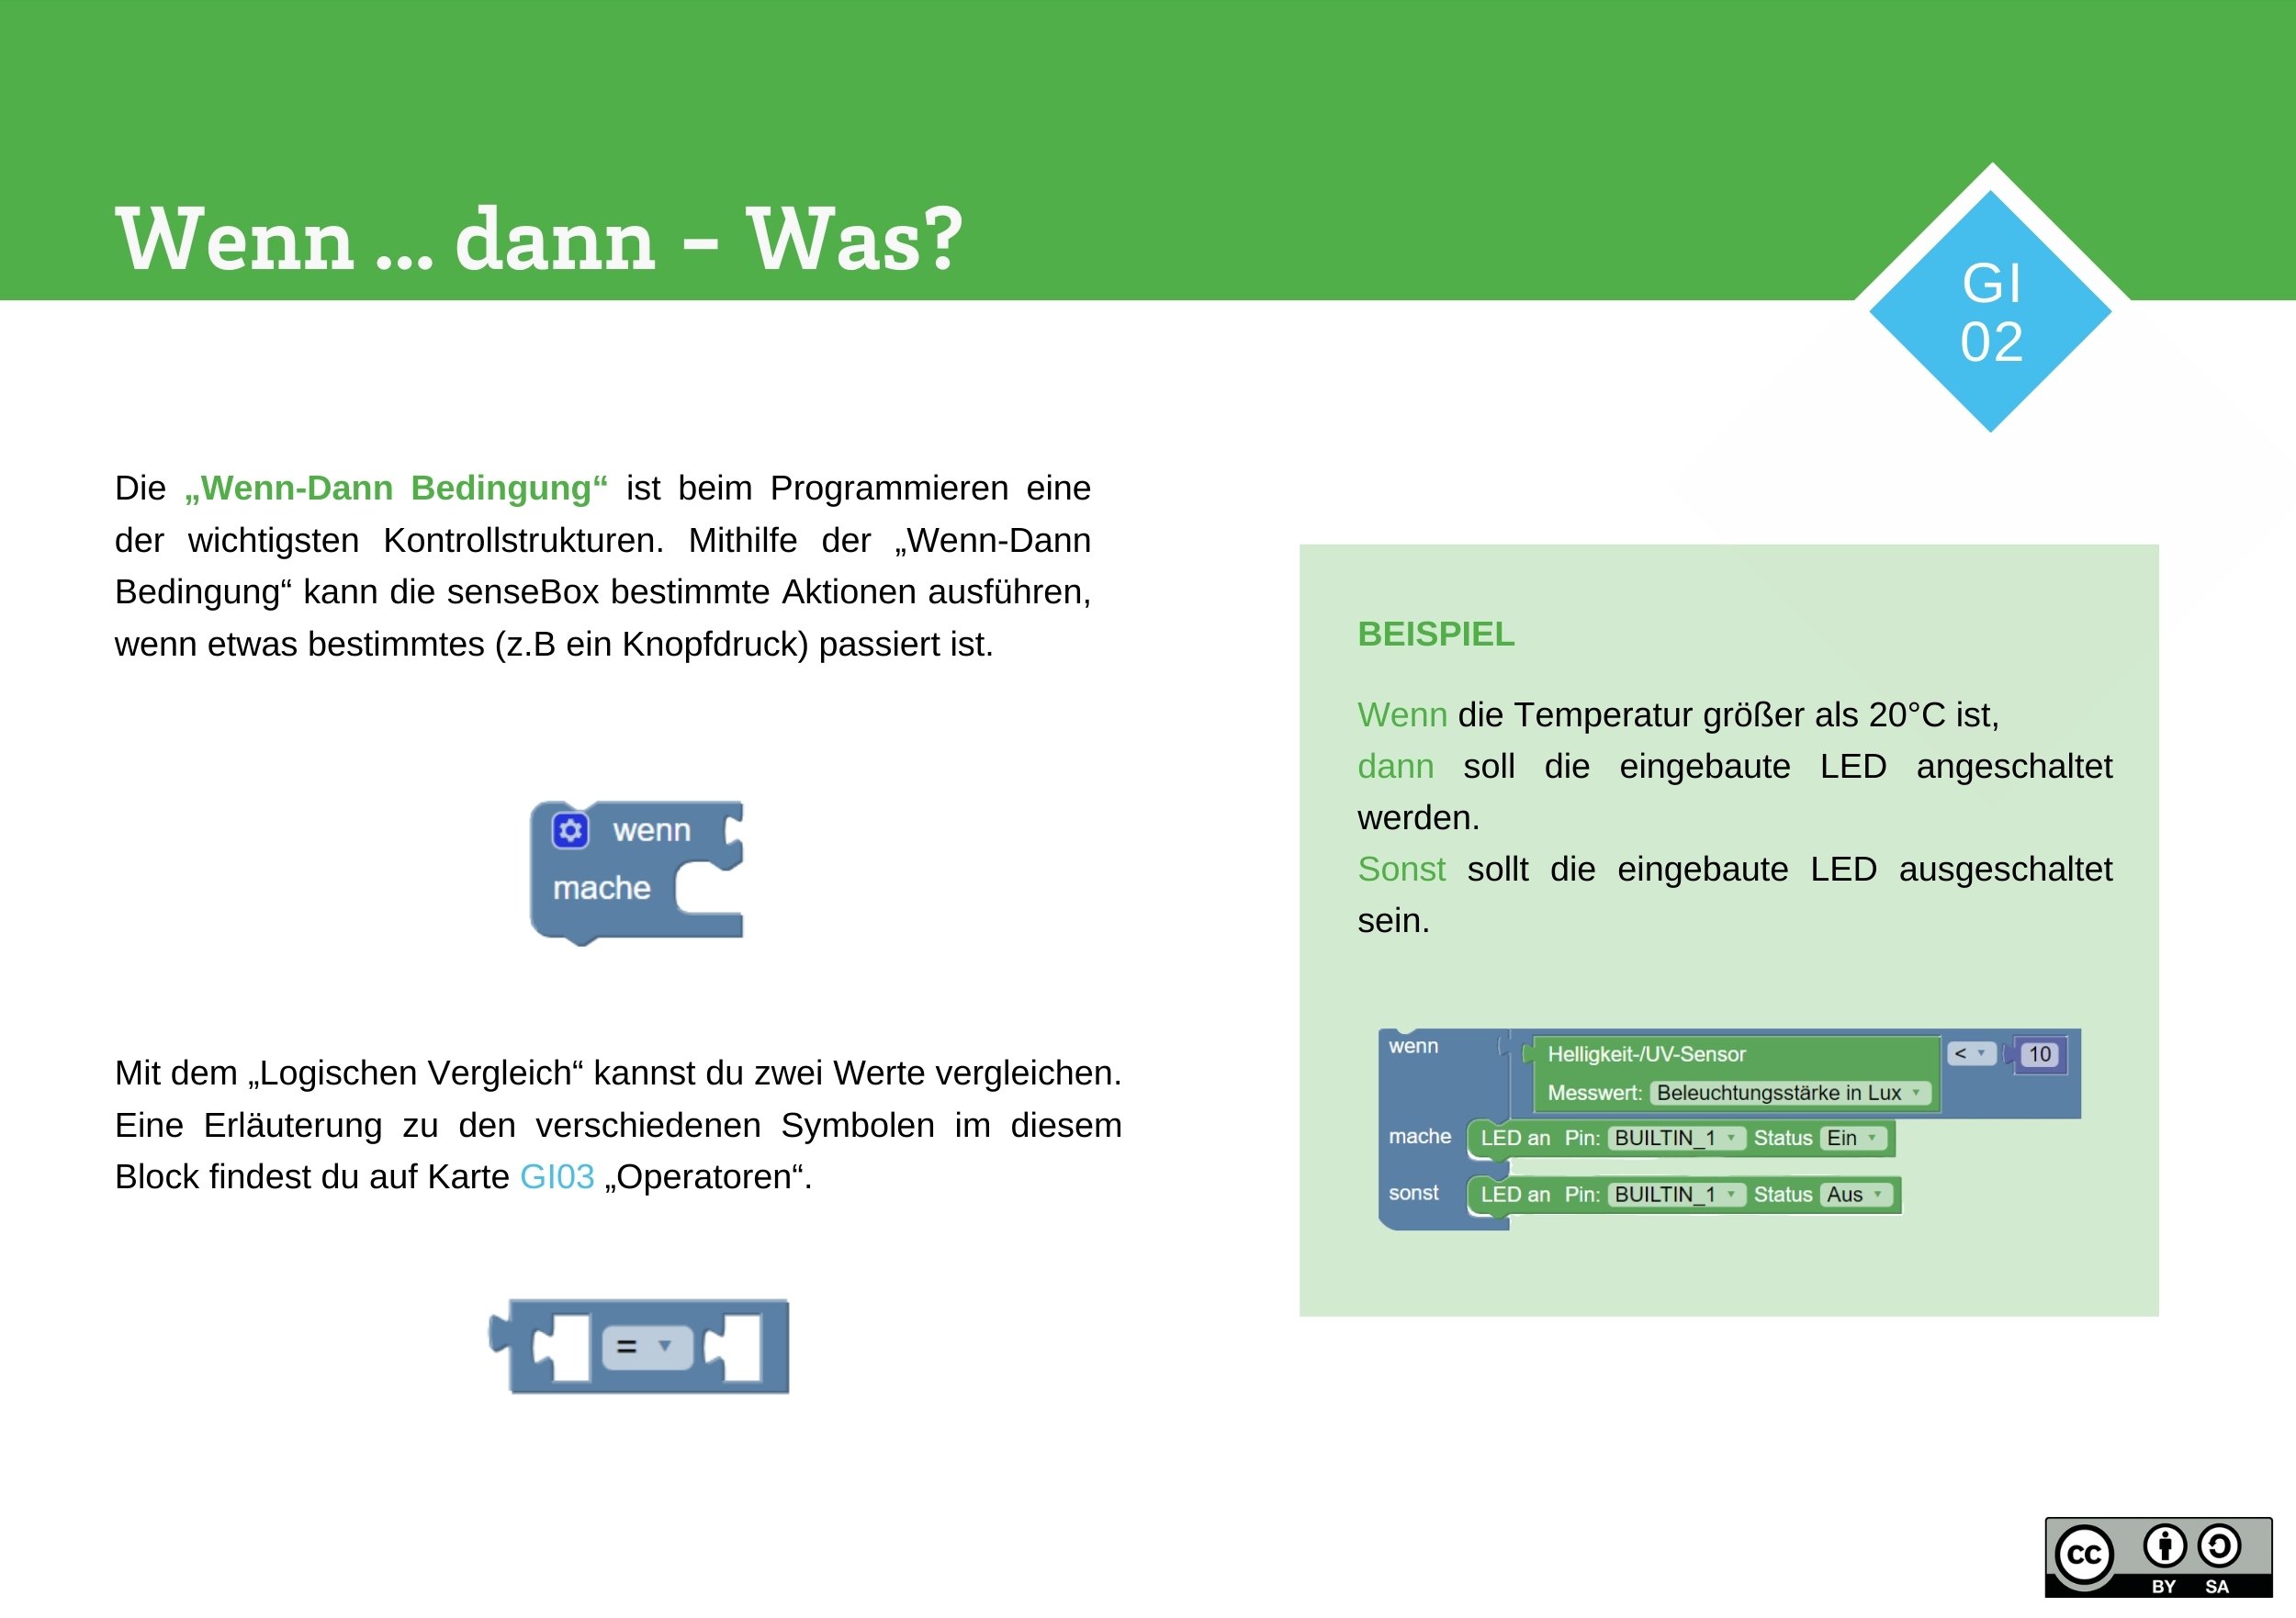 Wenn ... dann – Was?
GI
02
Die „Wenn-Dann Bedingung“ ist beim Programmieren eine
der wichtigsten Kontrollstrukturen. Mithilfe der „Wenn-Dann
Bedingung“ kann die senseBox bestimmte Aktionen ausführen,
wenn etwas bestimmtes (z.B ein Knopfdruck) passiert ist.
wenn
mache
Mit dem „Logischen Vergleich“ kannst du zwei Werte vergleichen.
Eine Erläuterung zu den verschiedenen Symbolen im diesem
Block findest du auf Karte GI03 „Operatoren“.
=
BEISPIEL
Wenn die Temperatur größer als 20°C ist,
dann soll die eingebaute LED angeschaltet
werden.
Sonst sollt die eingebaute LED ausgeschaltet
sein.
wenn Helligkeit-/UV-Sensor < 10
Messwert: Beleuchtungsstärke in Lux
mache LED an Pin: BUILTIN_1 Status Ein
sonst LED an Pin: BUILTIN_1 Status Aus
cc
BY SA